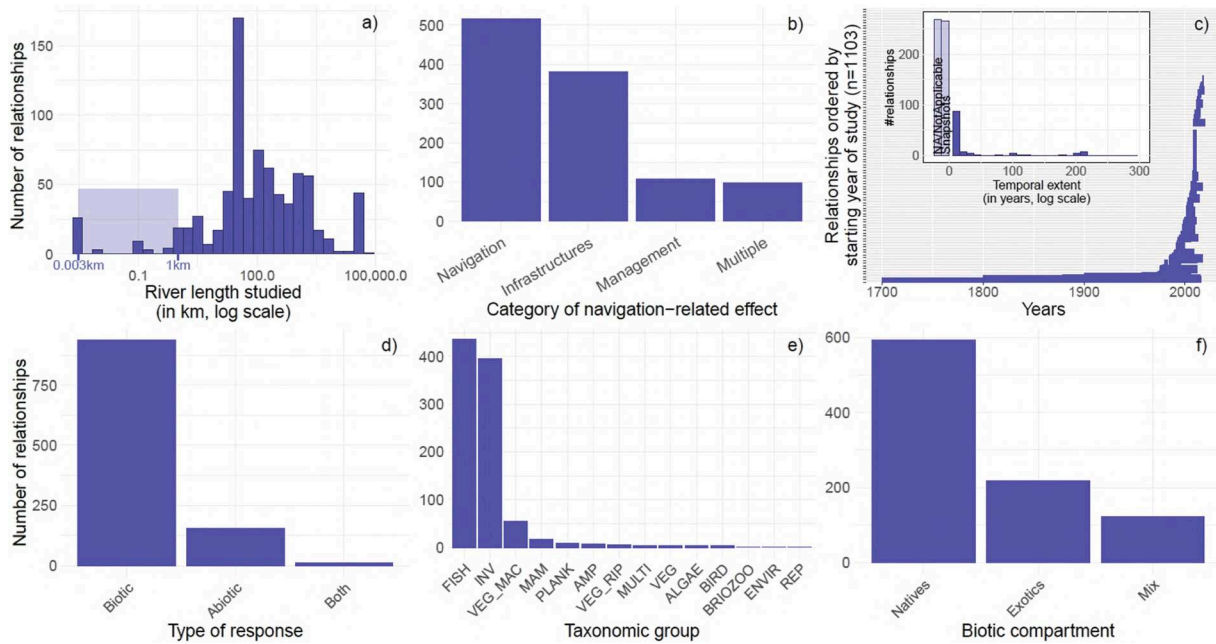 a)
Number of relationships
150
100
50
0
0.003km
0.1
1km
100.0
100,000.0
River length studied
(in km, log scale)
b)
500
400
300
200
100
0
Navigation
Infrastructures
Management
Multiple
Category of navigation−related effect
c)
Relationships ordered by
starting year of study (n=1103)
#relationships
200
100
0
NA/NotApplicable
Snapshots
0
100
200
300
Temporal extent
(in years, log scale)
1700
1800
1900
2000
Years
d)
Number of relationships
750
500
250
0
Biotic
Abiotic
Both
Type of response
e)
400
300
200
100
0
FISH
INV
VEG_MAC
MAM
PLANK
AMP
VEG_RIP
MULTI
VEG
ALGAE
BIRD
BRIOZOO
ENVIR
REP
Taxonomic group
f)
600
400
200
0
Natives
Exotics
Mix
Biotic compartment